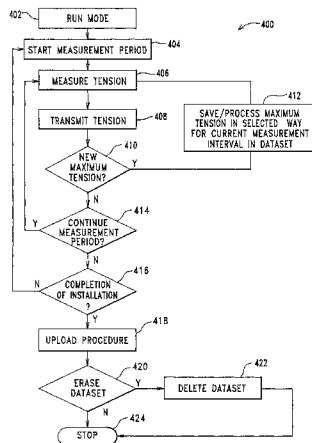 402
RUN MODE
400
START MEASUREMENT PERIOD
404
MEASURE TENSION
406
TRANSMIT TENSION
408
412
SAVE/PROCESS MAXIMUM
TENSION IN SELECTED WAY
FOR CURRENT MEASUREMENT
INTERVAL IN DATASET
410
NEW
MAXIMUM
TENSION?
Y
N
414
CONTINUE
MEASUREMENT
PERIOD?
Y
N
416
COMPLETION
OF INSTALLATION
?
N
Y
418
UPLOAD PROCEDURE
420
ERASE
DATASET
Y
N
422
DELETE DATASET
424
STOP